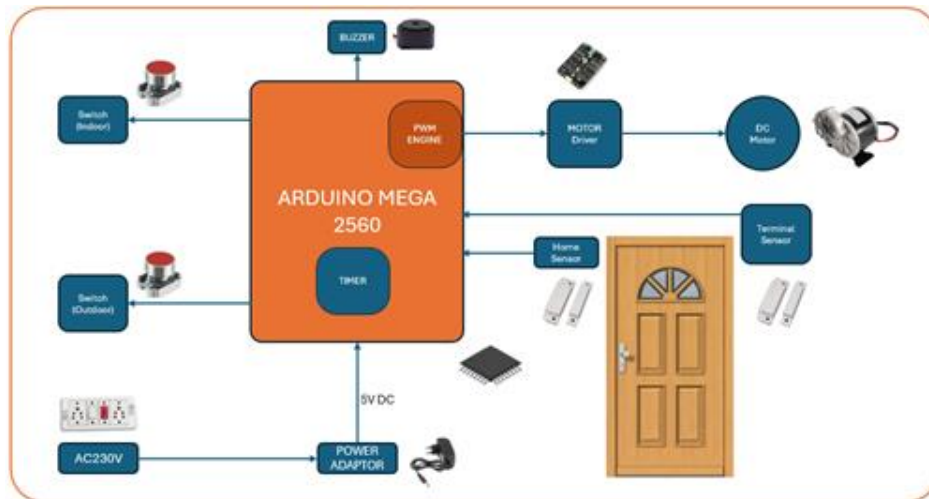 BUZZER
Switch
(Indoor)
PWM
ENGINE
MOTOR
Driver
DC
Motor
ARDUINO MEGA
2560
Terminal
Sensor
Home
Sensor
TIMER
Switch
(Outdoor)
5V DC
AC230V
POWER
ADAPTOR